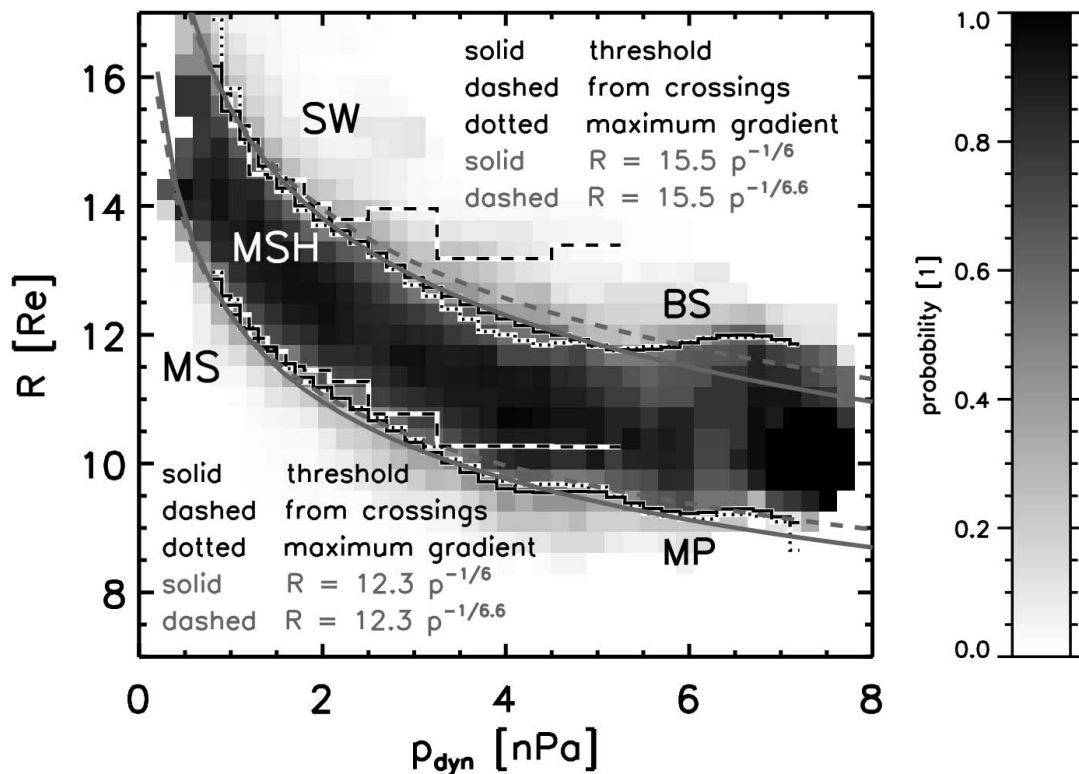 solid threshold
dashed from crossings
dotted maximum gradient
solid R = 15.5 p^{-1/6}
dashed R = 15.5 p^{-1/6.6}
SW
MSH
BS
MS
MP
solid threshold
dashed from crossings
dotted maximum gradient
solid R = 12.3 p^{-1/6}
dashed R = 12.3 p^{-1/6.6}
16
14
12
10
8
R [Re]
0 2 4 6 8
p_{dyn} [nPa]
1.0
0.8
0.6
0.4
0.2
0.0
probability [1]